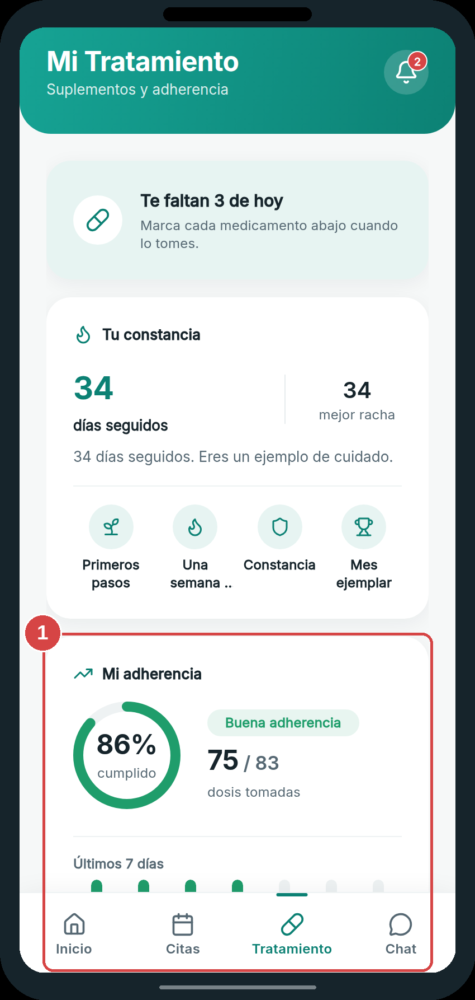 Mi Tratamiento
Suplementos y adherencia
2
Te faltan 3 de hoy
Marca cada medicamento abajo cuando
lo tomes.
Tu constancia
34
días seguidos
34
mejor racha
34 días seguidos. Eres un ejemplo de cuidado.
Primeros
pasos
Una
semana ..
Constancia
Mes
ejemplar
1
Mi adherencia
86%
cumplido
Buena adherencia
75 / 83
dosis tomadas
Últimos 7 días
Inicio
Citas
Tratamiento
Chat